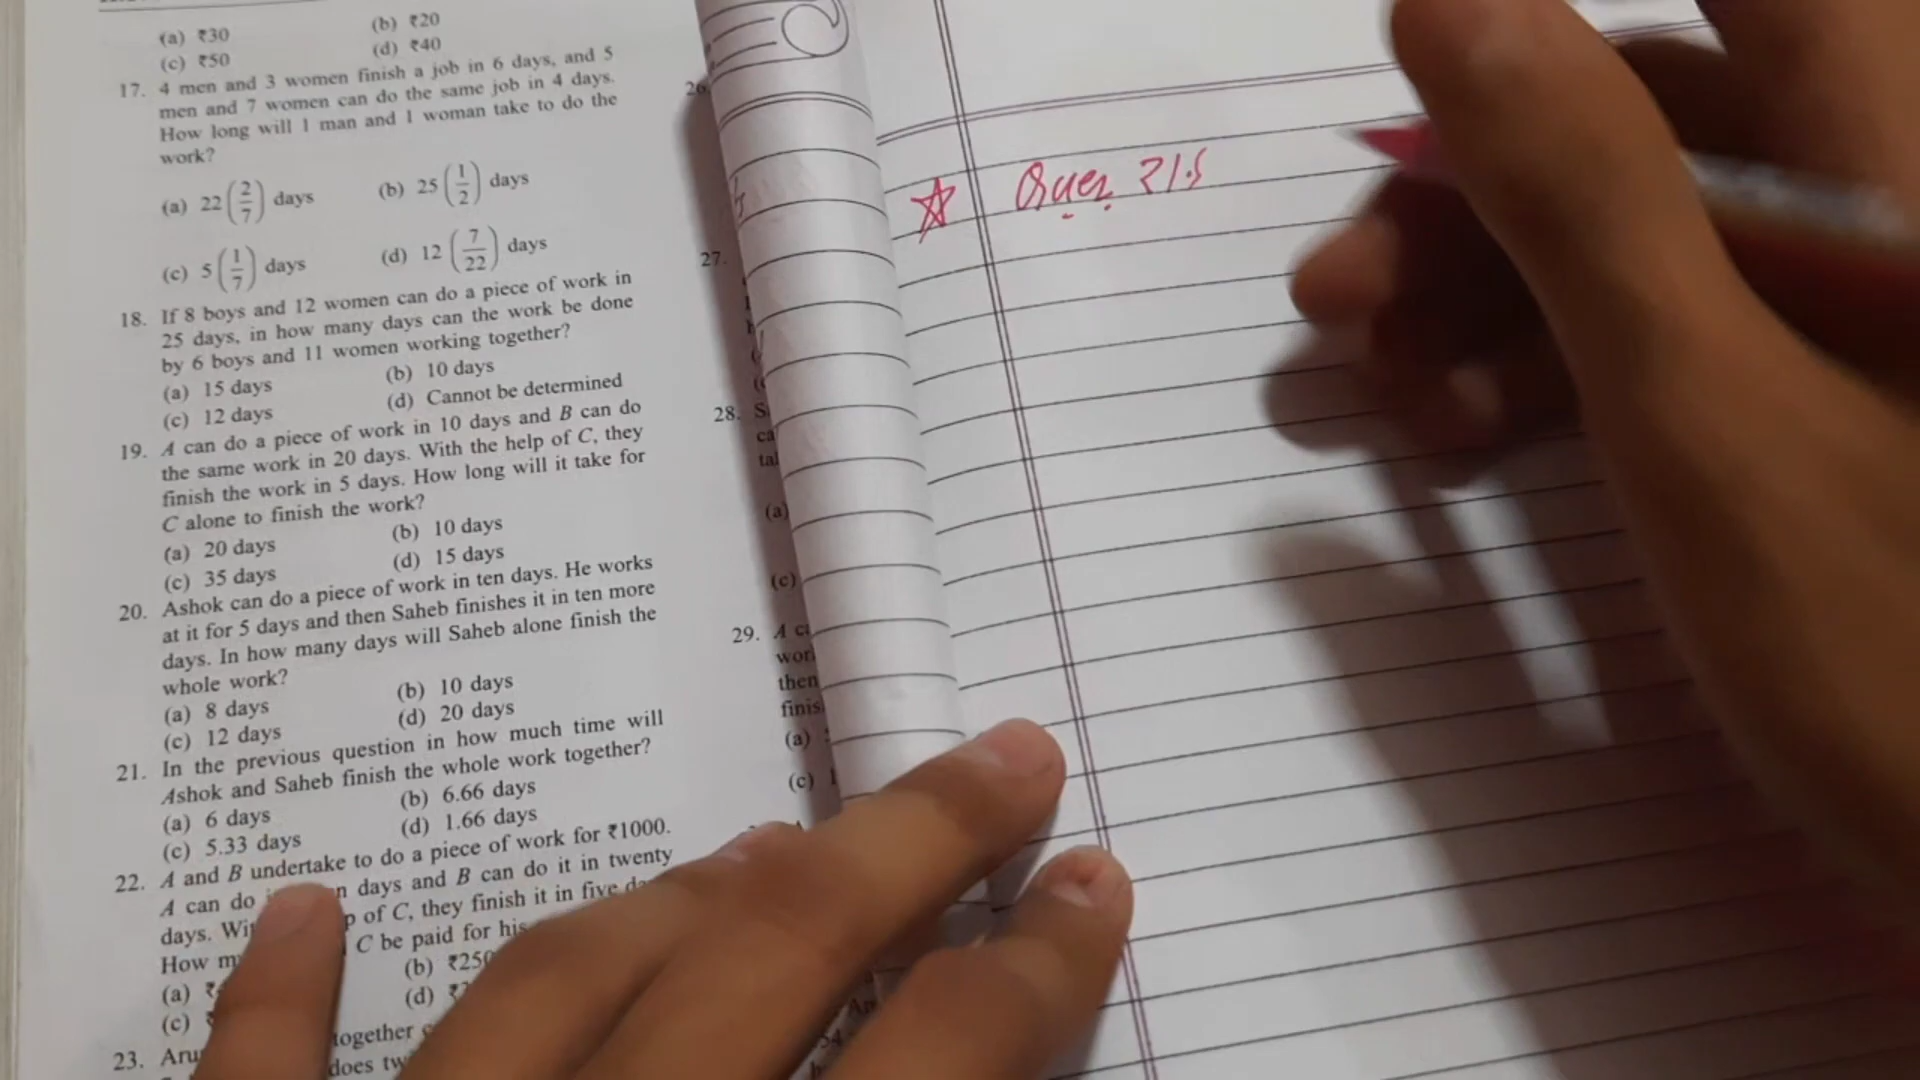 (a) ₹30 (b) ₹20
(c) ₹50 (d) ₹40
17. 4 men and 3 women finish a job in 6 days, and 5
men and 7 women can do the same job in 4 days.
How long will 1 man and 1 woman take to do the
work?
(a) 22 (2/7) days (b) 25 (1/2) days
(c) 5 (1/7) days (d) 12 (7/22) days
18. If 8 boys and 12 women can do a piece of work in
25 days, in how many days can the work be done
by 6 boys and 11 women working together?
(a) 15 days (b) 10 days
(c) 12 days (d) Cannot be determined
19. A can do a piece of work in 10 days and B can do
the same work in 20 days. With the help of C, they
finish the work in 5 days. How long will it take for
C alone to finish the work?
(a) 20 days (b) 10 days
(c) 35 days (d) 15 days
20. Ashok can do a piece of work in ten days. He works
at it for 5 days and then Saheb finishes it in ten more
days. In how many days will Saheb alone finish the
whole work?
(a) 8 days (b) 10 days
(c) 12 days (d) 20 days
21. In the previous question in how much time will
Ashok and Saheb finish the whole work together?
(a) 6 days (b) 6.66 days
(c) 5.33 days (d) 1.66 days
22. A and B undertake to do a piece of work for ₹1000.
A can do days and B can do it in twenty
days. of C, they finish it in five
How C be paid for his
(a) (b)
(c) (d)
23. together
does
26.
27.
28.
(a)
(c)
29. A
then
(a)
(c)